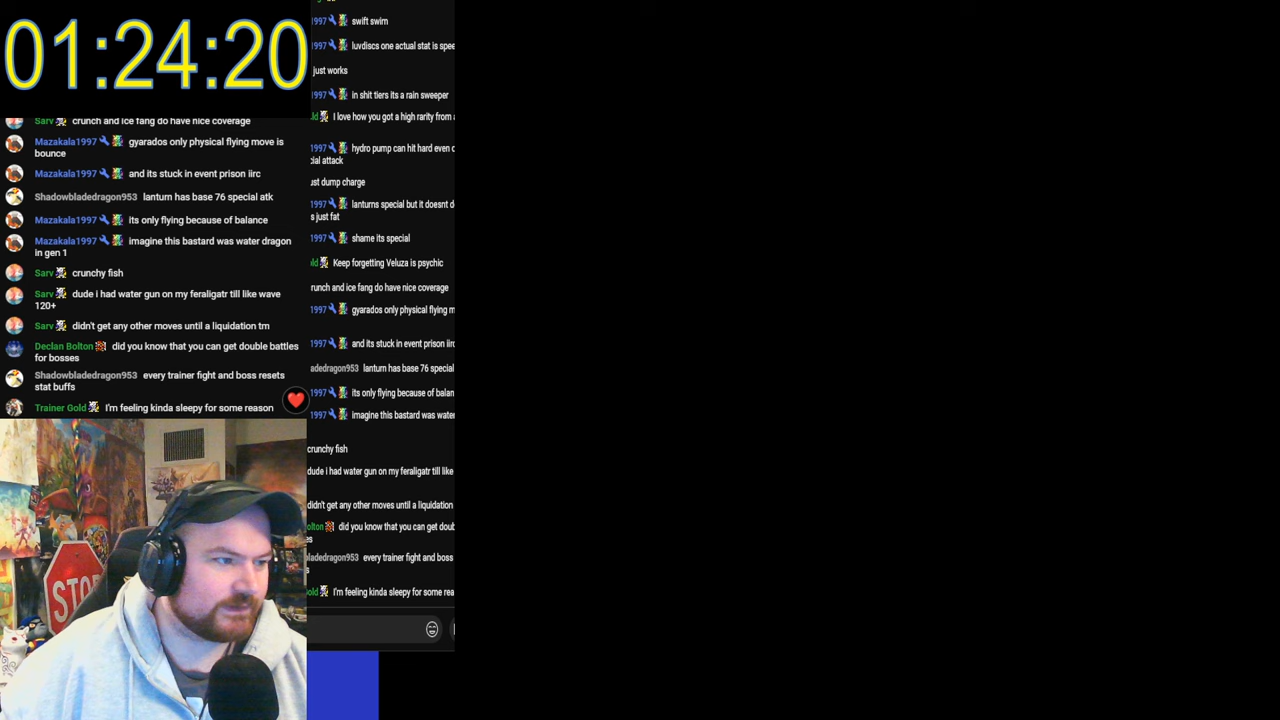 01:24:20
Sarv crunch and ice fang do have nice coverage
Mazakala1997 gyarados only physical flying move is
bounce
Mazakala1997 and its stuck in event prison iirc
Shadowbladedragon953 lanturn has base 76 special atk
Mazakala1997 its only flying because of balance
Mazakala1997 imagine this bastard was water dragon
in gen 1
Sarv crunchy fish
Sarv dude i had water gun on my feraligatr till like wave
120+
Sarv didn't get any other moves until a liquidation tm
Declan Bolton did you know that you can get double battles
for bosses
Shadowbladedragon953 every trainer fight and boss resets
stat buffs
Trainer Gold I'm feeling kinda sleepy for some reason
STOP
1997 swift swim
1997 luvdiscs one actual stat is spee
just works
1997 in shit tiers its a rain sweeper
ld I love how you got a high rarity from
1997 hydro pump can hit hard even
cial attack
ust dump charge
1997 lanturns special but it doesnt d
s just fat
1997 shame its special
ld Keep forgetting Veluza is psychic
runch and ice fang do have nice coverage
1997 gyarados only physical flying m
1997 and its stuck in event prison iirc
adedragon953 lanturn has base 76 special
1997 its only flying because of balan
1997 imagine this bastard was water
crunchy fish
dude i had water gun on my feraligatr till like
didn't get any other moves until a liquidation
olton did you know that you can get doub
es
bladedragon953 every trainer fight and boss
s
old I'm feeling kinda sleepy for some rea